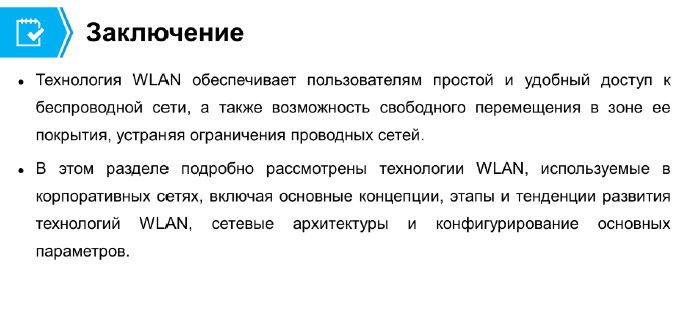 Заключение
• Технология WLAN обеспечивает пользователям простой и удобный доступ к
беспроводной сети, а также возможность свободного перемещения в зоне ее
покрытия, устраняя ограничения проводных сетей.
• В этом разделе подробно рассмотрены технологии WLAN, используемые в
корпоративных сетях, включая основные концепции, этапы и тенденции развития
технологий WLAN, сетевые архитектуры и конфигурирование основных
параметров.